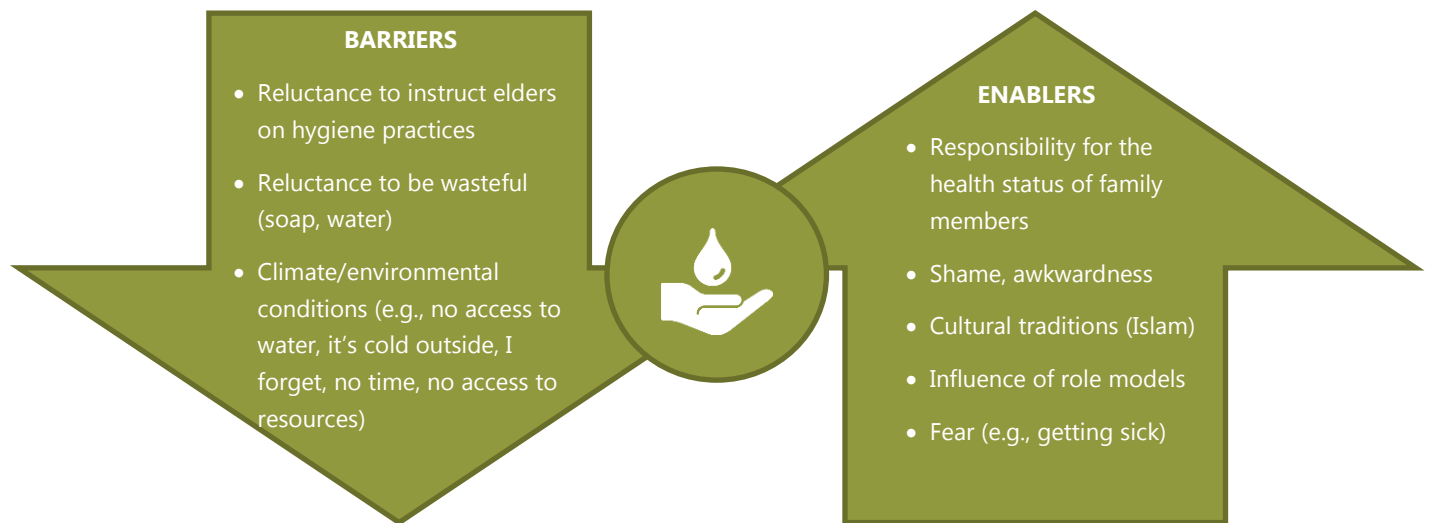 BARRIERS
• Reluctance to instruct elders
on hygiene practices
• Reluctance to be wasteful
(soap, water)
• Climate/environmental
conditions (e.g., no access to
water, it’s cold outside, I
forget, no time, no access to
resources)
ENABLERS
• Responsibility for the
health status of family
members
• Shame, awkwardness
• Cultural traditions (Islam)
• Influence of role models
• Fear (e.g., getting sick)